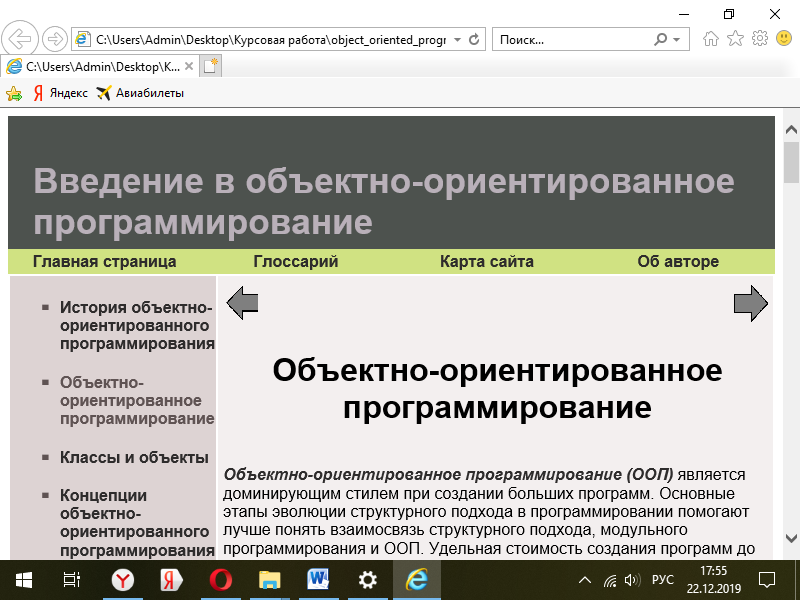 C:\Users\Admin\Desktop\Курсовая работа\object_oriented_progr
Поиск...
C:\Users\Admin\Desktop\К...
Яндекс
Авиабилеты
Введение в объектно-ориентированное
программирование
Главная страница
Глоссарий
Карта сайта
Об авторе
История объектно-
ориентированного
программирования
Объектно-
ориентированное
программирование
Классы и объекты
Концепции
объектно-
ориентированного
программирования
Объектно-ориентированное
программирование
Объектно-ориентированное программирование (ООП) является
доминирующим стилем при создании больших программ. Основные
этапы эволюции структурного подхода в программировании помогают
лучше понять взаимосвязь структурного подхода, модульного
программирования и ООП. Удельная стоимость создания программ до
РУС
17:55
22.12.2019